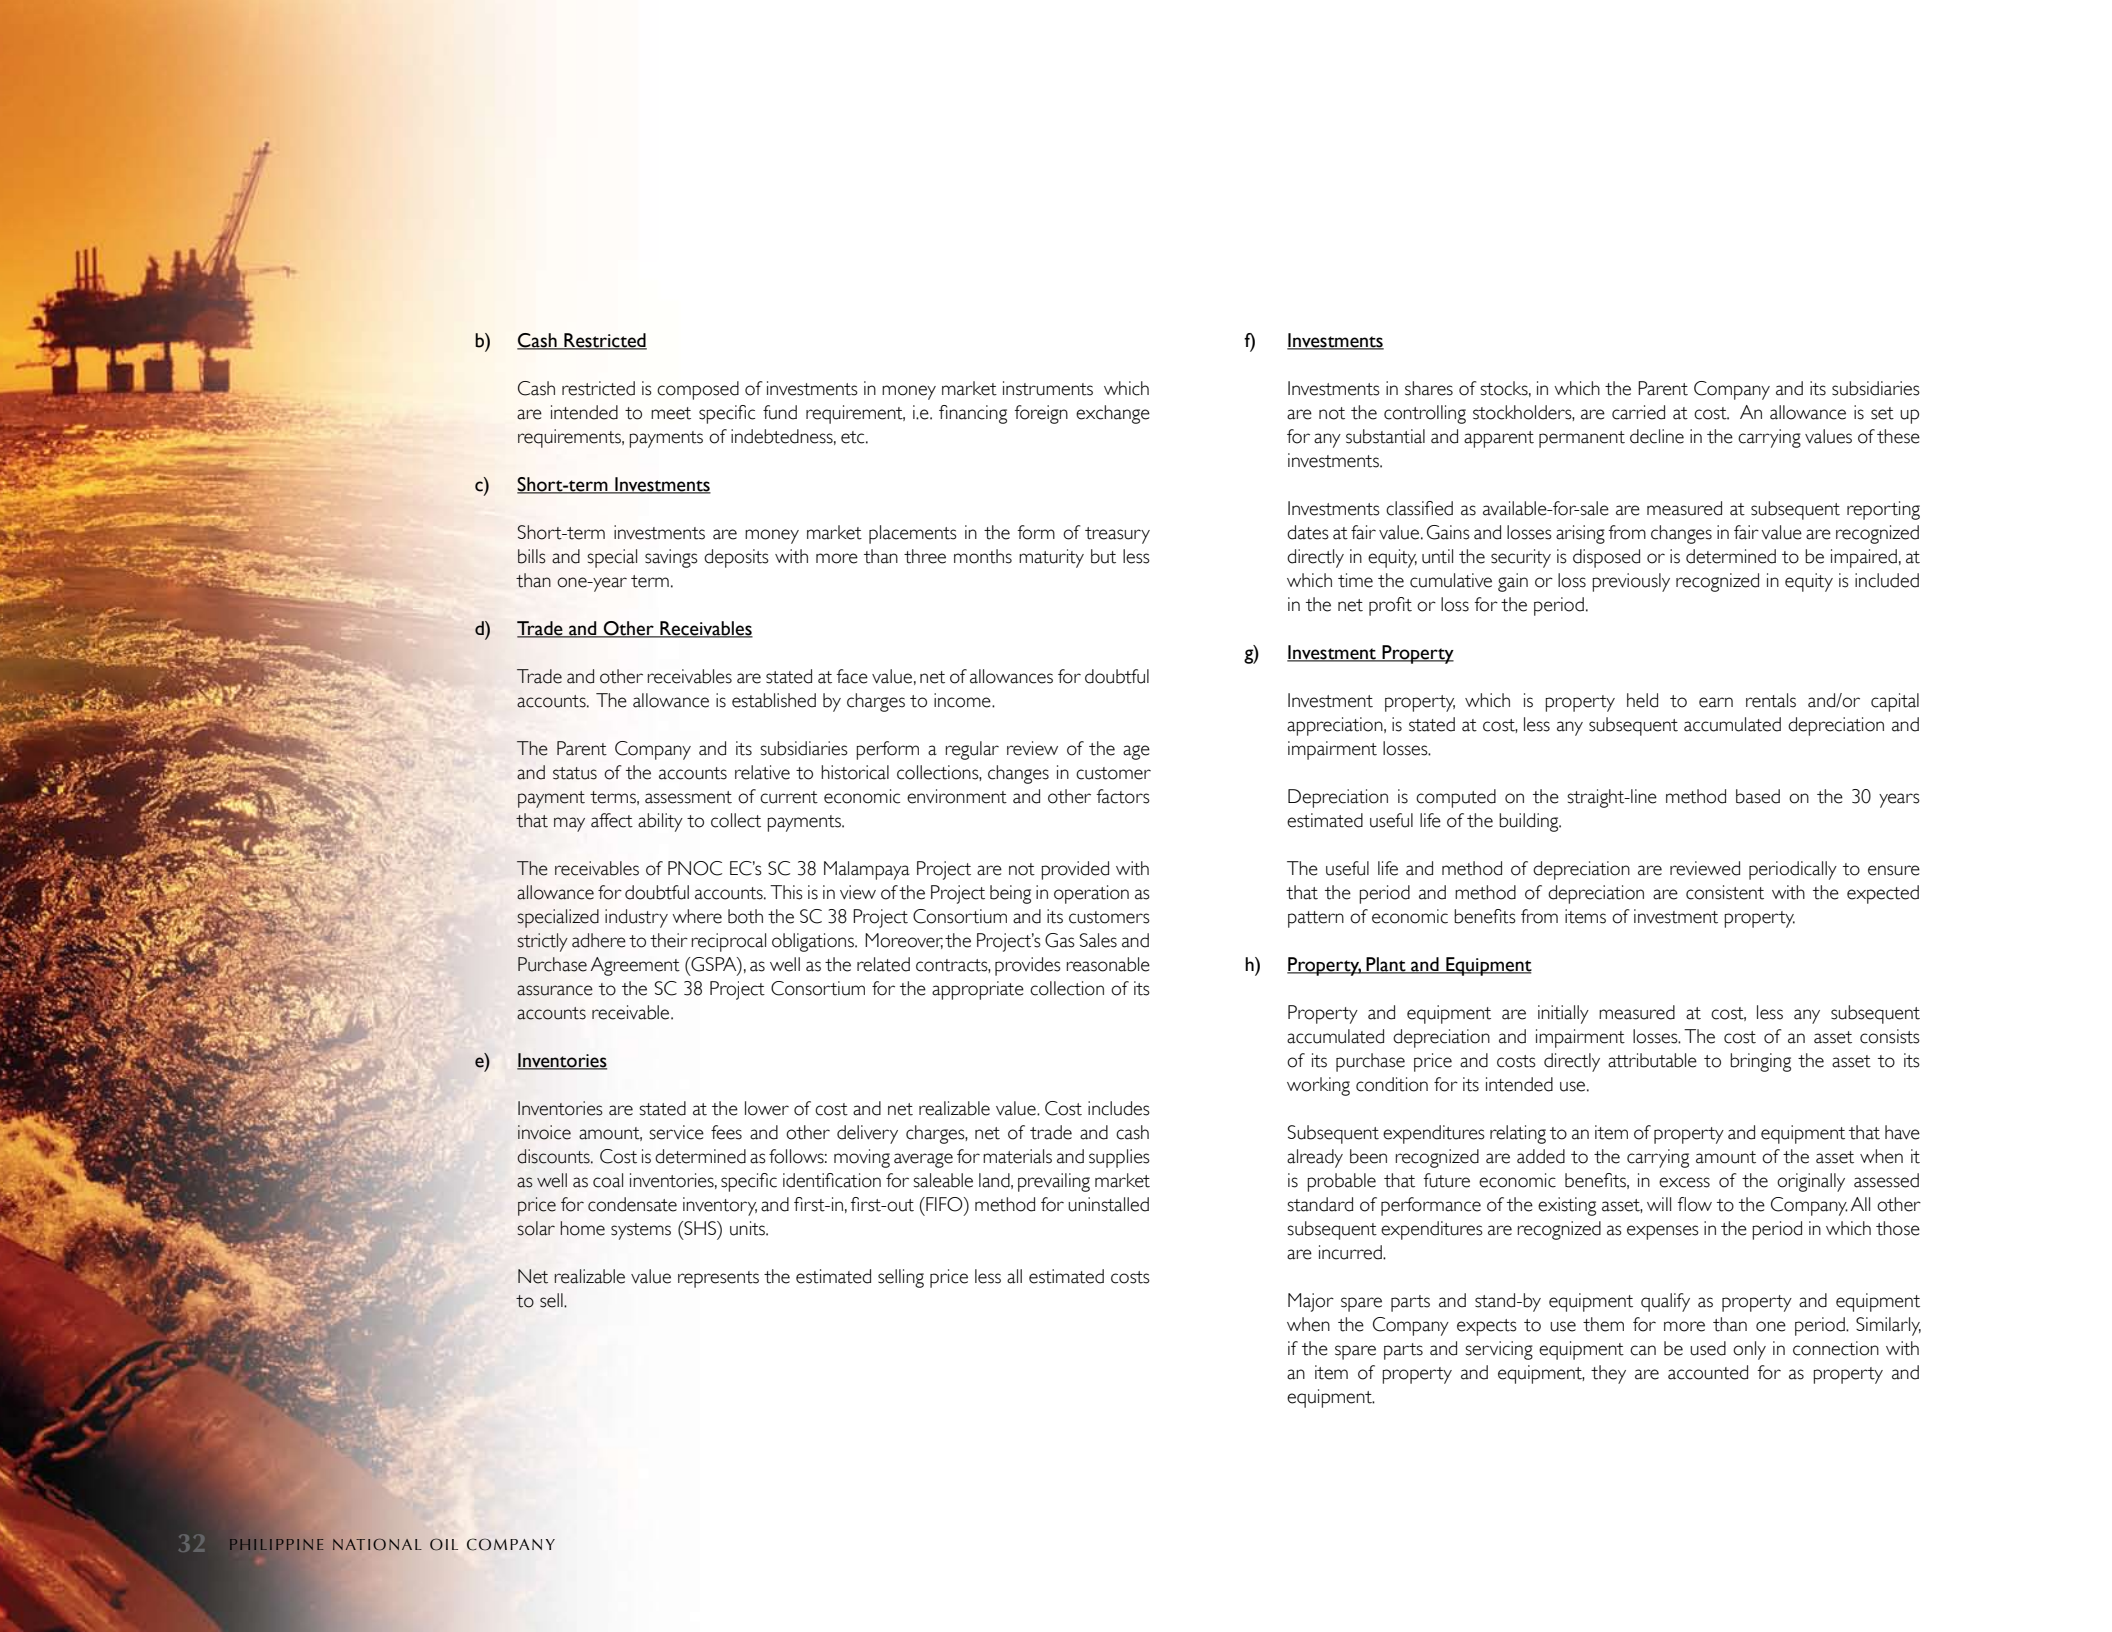 b) Cash Restricted
Cash restricted is composed of investments in money market instruments which
are intended to meet specific fund requirement, i.e. financing foreign exchange
requirements, payments of indebtedness, etc.
c) Short-term Investments
Short-term investments are money market placements in the form of treasury
bills and special savings deposits with more than three months maturity but less
than one-year term.
d) Trade and Other Receivables
Trade and other receivables are stated at face value, net of allowances for doubtful
accounts. The allowance is established by charges to income.
The Parent Company and its subsidiaries perform a regular review of the age
and status of the accounts relative to historical collections, changes in customer
payment terms, assessment of current economic environment and other factors
that may affect ability to collect payments.
The receivables of PNOC EC's SC 38 Malampaya Project are not provided with
allowance for doubtful accounts. This is in view of the Project being in operation as
specialized industry where both the SC 38 Project Consortium and its customers
strictly adhere to their reciprocal obligations. Moreover, the Project's Gas Sales and
Purchase Agreement (GSPA), as well as the related contracts, provides reasonable
assurance to the SC 38 Project Consortium for the appropriate collection of its
accounts receivable.
e) Inventories
Inventories are stated at the lower of cost and net realizable value. Cost includes
invoice amount, service fees and other delivery charges, net of trade and cash
discounts. Cost is determined as follows: moving average for materials and supplies
as well as coal inventories, specific identification for saleable land, prevailing market
price for condensate inventory, and first-in, first-out (FIFO) method for uninstalled
solar home systems (SHS) units.
Net realizable value represents the estimated selling price less all estimated costs
to sell.
f) Investments
Investments in shares of stocks, in which the Parent Company and its subsidiaries
are not the controlling stockholders, are carried at cost. An allowance is set up
for any substantial and apparent permanent decline in the carrying values of these
investments.
Investments classified as available-for-sale are measured at subsequent reporting
dates at fair value. Gains and losses arising from changes in fair value are recognized
directly in equity, until the security is disposed or is determined to be impaired, at
which time the cumulative gain or loss previously recognized in equity is included
in the net profit or loss for the period.
g) Investment Property
Investment property, which is property held to earn rentals and/or capital
appreciation, is stated at cost, less any subsequent accumulated depreciation and
impairment losses.
Depreciation is computed on the straight-line method based on the 30 years
estimated useful life of the building.
The useful life and method of depreciation are reviewed periodically to ensure
that the period and method of depreciation are consistent with the expected
pattern of economic benefits from items of investment property.
h) Property, Plant and Equipment
Property and equipment are initially measured at cost, less any subsequent
accumulated depreciation and impairment losses. The cost of an asset consists
of its purchase price and costs directly attributable to bringing the asset to its
working condition for its intended use.
Subsequent expenditures relating to an item of property and equipment that have
already been recognized are added to the carrying amount of the asset when it
is probable that future economic benefits, in excess of the originally assessed
standard of performance of the existing asset, will flow to the Company. All other
subsequent expenditures are recognized as expenses in the period in which those
are incurred.
Major spare parts and stand-by equipment qualify as property and equipment
when the Company expects to use them for more than one period. Similarly,
if the spare parts and servicing equipment can be used only in connection with
an item of property and equipment, they are accounted for as property and
equipment.
32 PHILIPPINE NATIONAL OIL COMPANY